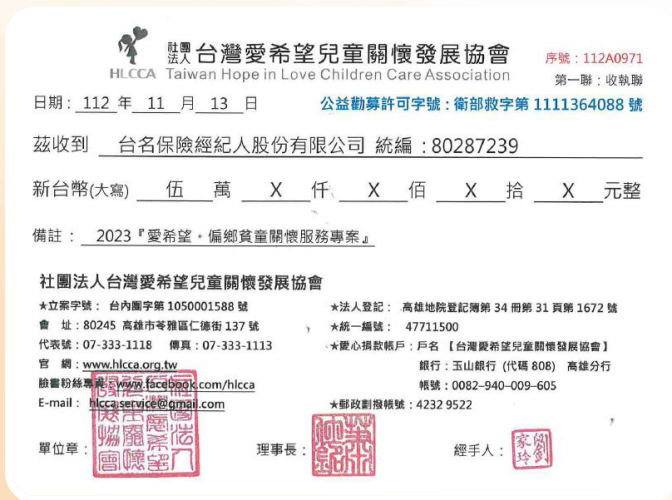 HLCCA
社團法人台灣愛希望兒童關懷發展協會
Taiwan Hope in Love Children Care Association
序號：112A0971
第一聯：收執聯
日期：112 年 11 月 13 日 公益勸募許可字號：衛部救字第 1111364088 號
茲收到 台名保險經紀人股份有限公司 統編：80287239
新台幣(大寫) 伍 萬 X 仟 X 佰 X 拾 X 元整
備註：2023『愛希望。偏鄉貧童關懷服務專案』
社團法人台灣愛希望兒童關懷發展協會
★立案字號：台內團字第 1050001588 號 ★法人登記：高雄地院登記簿第 34 冊第 31 頁第 1672 號
會 址：80245 高雄市苓雅區仁德街 137 號 ★統一編號：47711500
代表號：07-333-1118 傳真：07-333-1113 ★愛心捐款帳戶：戶名【台灣愛希望兒童關懷發展協會】
官 網：www.hlcca.org.tw 銀行：玉山銀行 (代碼 808) 高雄分行
臉書粉絲專頁：www.facebook.com/hlcca 帳號：0082–940–009–605
E-mail：hlcca.service@gmail.com ★郵政劃撥帳號：4232 9522
單位章： 理事長： 經手人：劉家玲